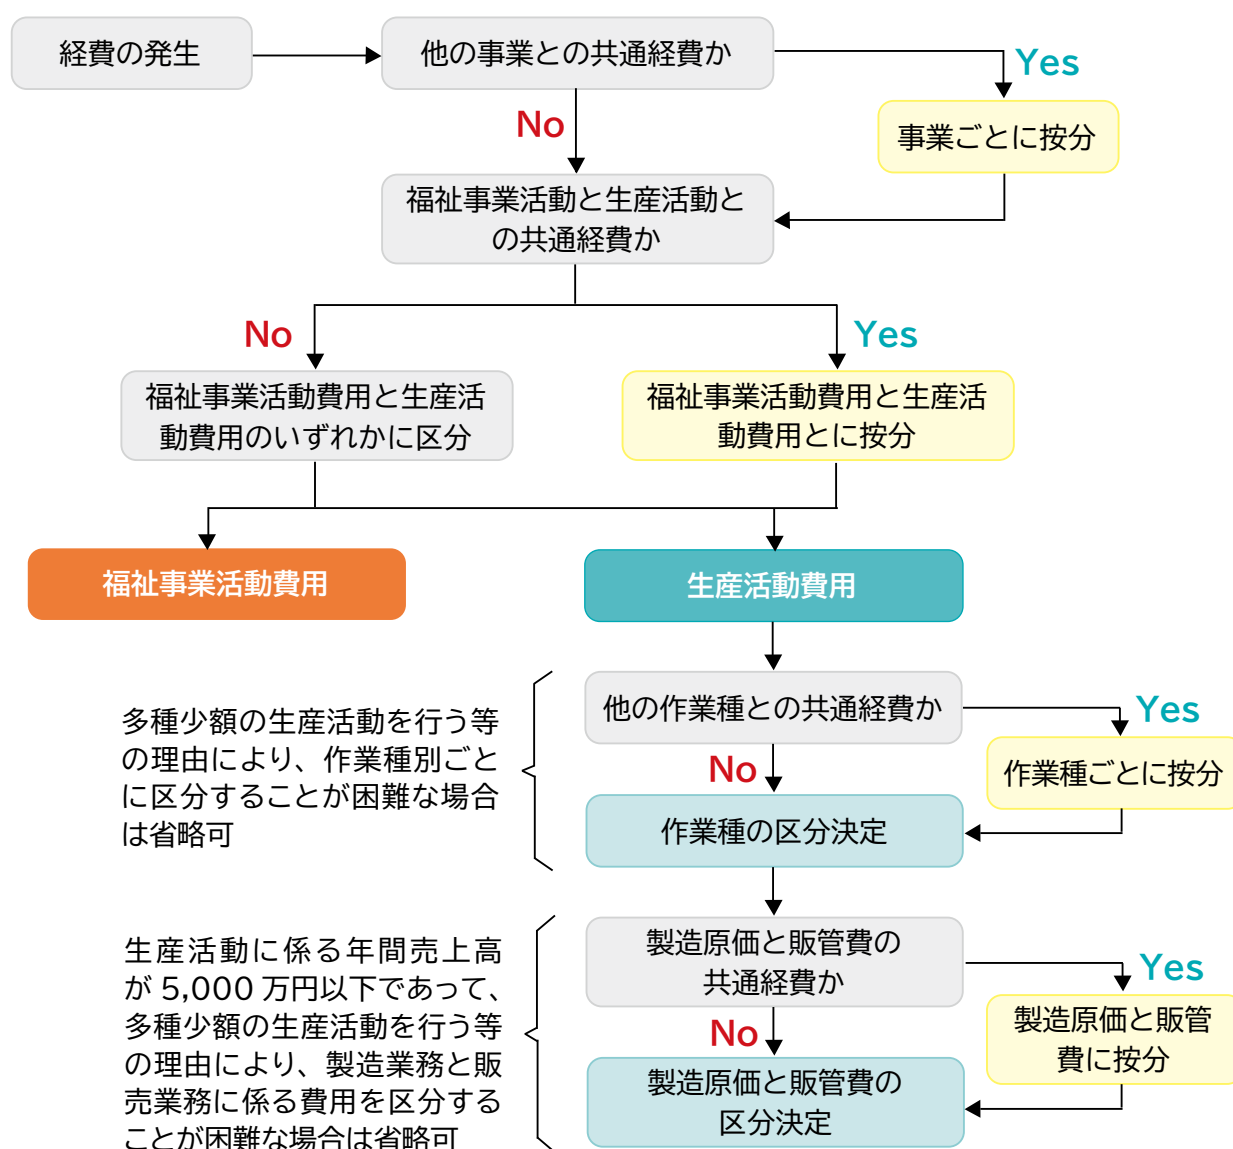 経費の発生
他の事業との共通経費か
Yes
No
事業ごとに按分
福祉事業活動と生産活動と
の共通経費か
No
Yes
福祉事業活動費用と生産活
動費用のいずれかに区分
福祉事業活動費用と生産活
動費用とに按分
福祉事業活動費用
生産活動費用
多種少額の生産活動を行う等
の理由により、作業種別ごと
に区分することが困難な場合
は省略可
他の作業種との共通経費か
Yes
No
作業種ごとに按分
作業種の区分決定
生産活動に係る年間売上高
が 5,000 万円以下であって、
多種少額の生産活動を行う等
の理由により、製造業務と販
売業務に係る費用を区分する
ことが困難な場合は省略可
製造原価と販管費の
共通経費か
Yes
No
製造原価と販管
費に按分
製造原価と販管費の
区分決定